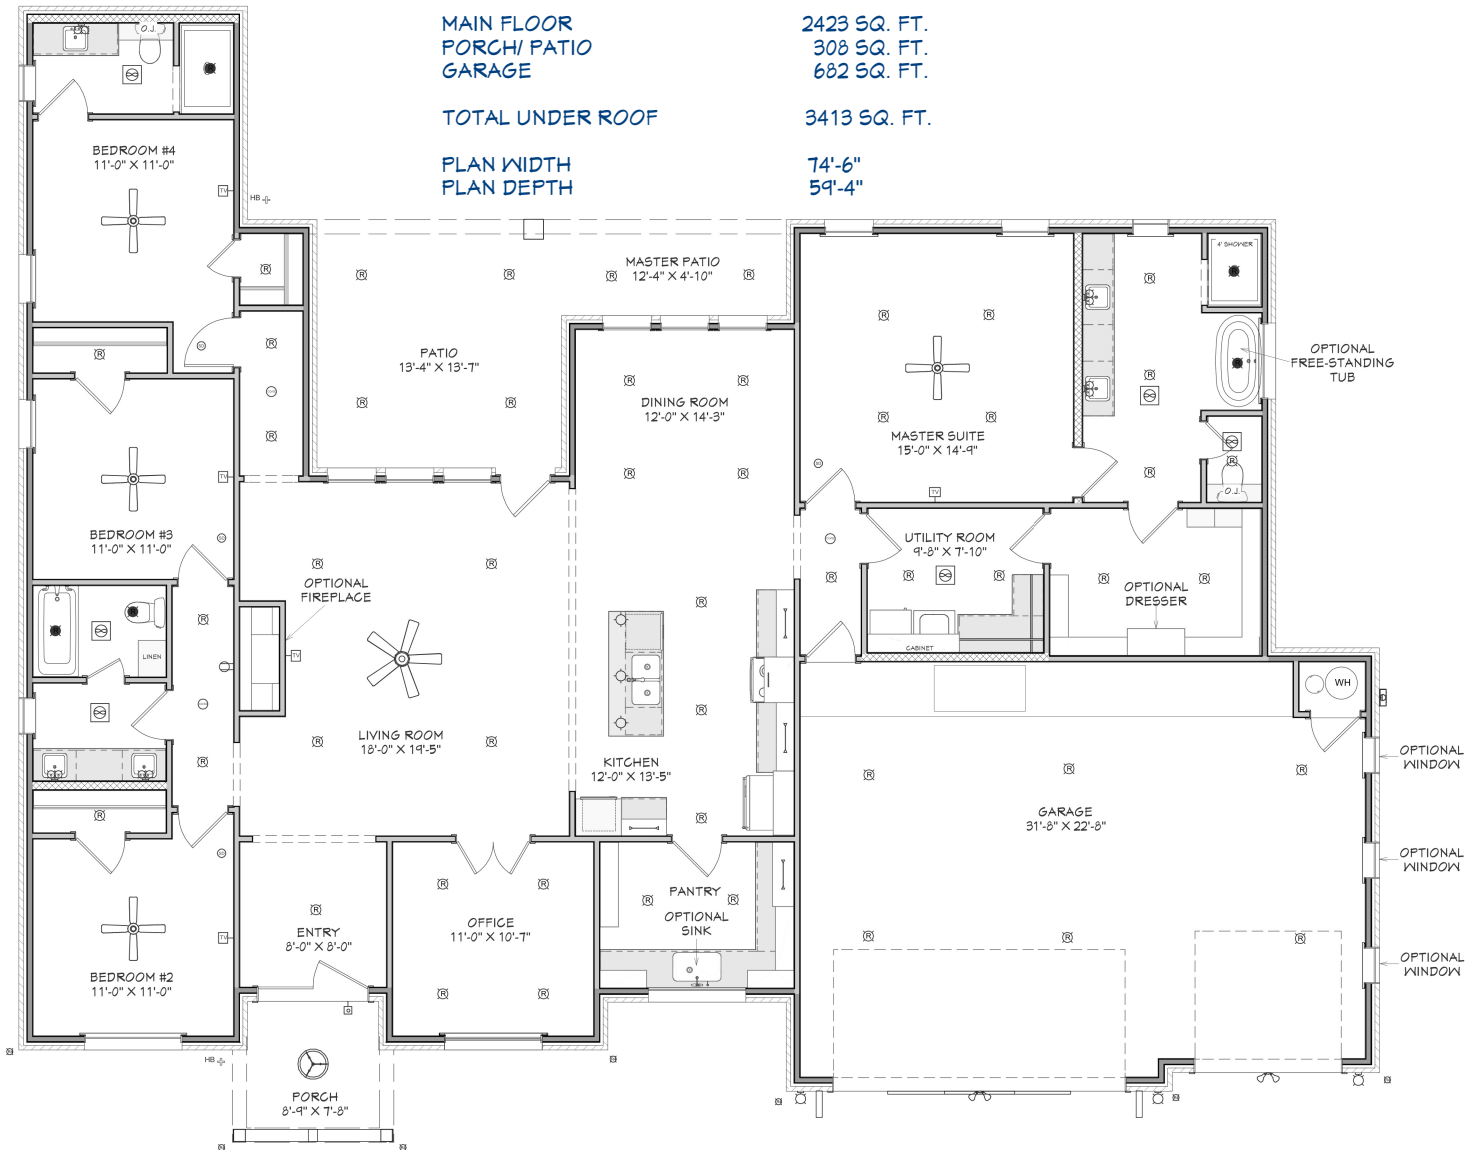 MAIN FLOOR 2423 SQ. FT.
PORCH/ PATIO 308 SQ. FT.
GARAGE 682 SQ. FT.
TOTAL UNDER ROOF 3413 SQ. FT.
PLAN WIDTH 74'-6"
PLAN DEPTH 59'-4"
O.J.
BEDROOM #4
11'-0" X 11'-0"
TV
HB
MASTER PATIO
12'-4" X 4'-10"
4' SHOWER
PATIO
13'-4" X 13'-7"
OPTIONAL
FREE-STANDING
TUB
DINING ROOM
12'-0" X 14'-3"
MASTER SUITE
15'-0" X 14'-9"
TV
O.J.
TV
BEDROOM #3
11'-0" X 11'-0"
UTILITY ROOM
9'-8" X 7'-10"
OPTIONAL
FIREPLACE
OPTIONAL
DRESSER
LINEN
TV
CABINET
WH
LIVING ROOM
18'-0" X 19'-5"
KITCHEN
12'-0" X 13'-5"
OPTIONAL
WINDOW
GARAGE
31'-8" X 22'-8"
OPTIONAL
WINDOW
PANTRY
OPTIONAL
SINK
OFFICE
11'-0" X 10'-7"
ENTRY
8'-0" X 8'-0"
TV
BEDROOM #2
11'-0" X 11'-0"
OPTIONAL
WINDOW
HB
PORCH
8'-9" X 7'-8"